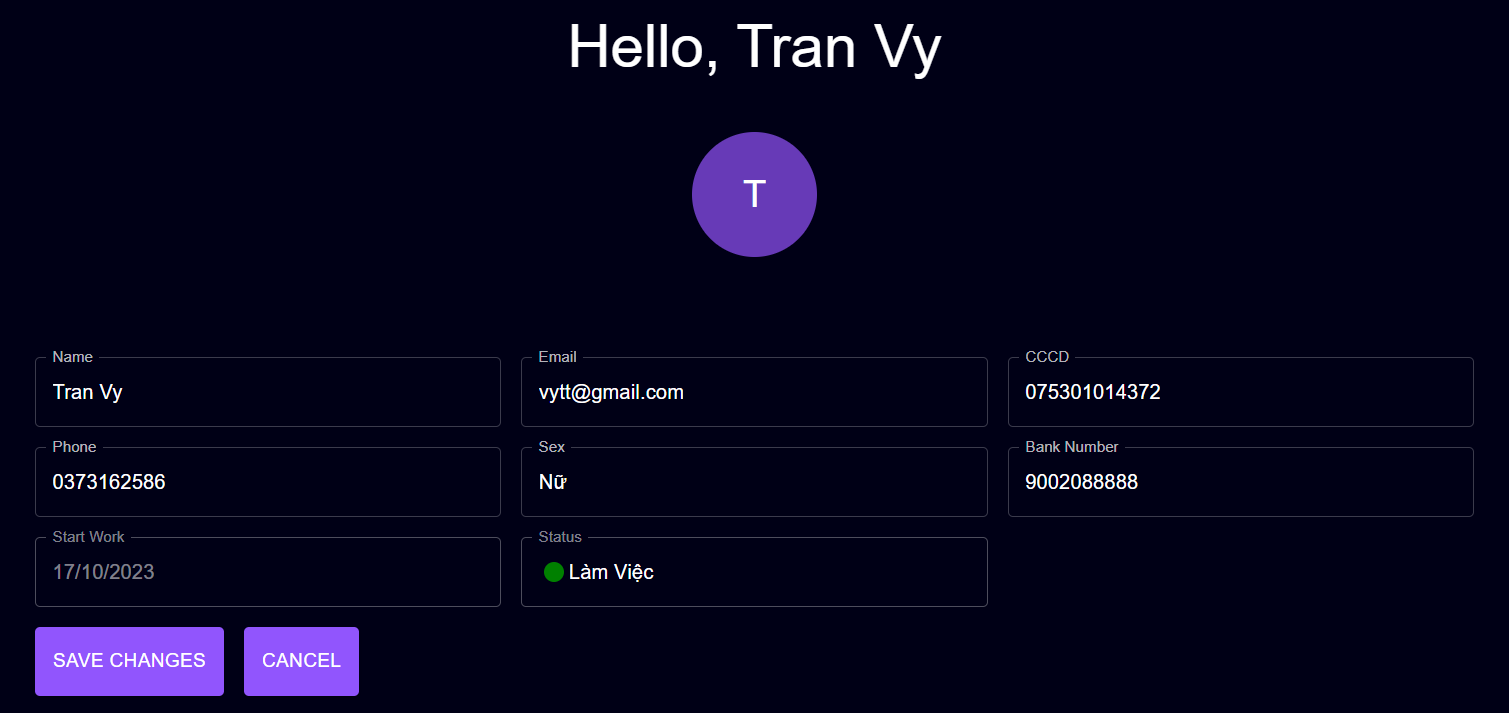 Hello, Tran Vy
T
Name
Tran Vy
Email
vytt@gmail.com
CCCD
075301014372
Phone
0373162586
Sex
Nữ
Bank Number
9002088888
Start Work
17/10/2023
Status
Làm Việc
SAVE CHANGES
CANCEL